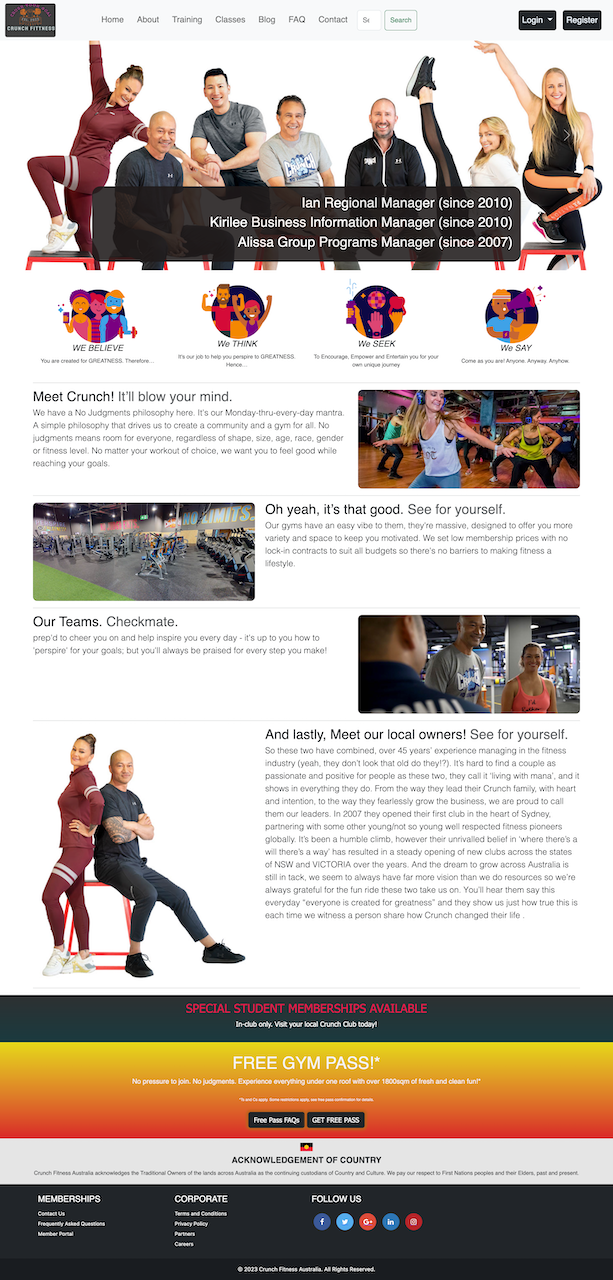 CRUNCH FITTNESS
Home About Training Classes Blog FAQ Contact Se Search Login Register
Ian Regional Manager (since 2010)
Kirilee Business Information Manager (since 2010)
Alissa Group Programs Manager (since 2007)
WE BELIEVE
You are created for GREATNESS. Therefore...
We THINK
It's our job to help you perspire to GREATNESS.
Hence...
We SEEK
To Encourage, Empower and Entertain you for your
own unique journey
We SAY
Come as you are! Anyone. Anyway. Anyhow.
Meet Crunch! It'll blow your mind.
We have a No Judgments philosophy here. It's our Monday-thru-every-day mantra.
A simple philosophy that drives us to create a community and a gym for all. No
judgments means room for everyone, regardless of shape, size, age, race, gender
or fitness level. No matter your workout of choice, we want you to feel good while
reaching your goals.
NO LIMITS.
Oh yeah, it's that good. See for yourself.
Our gyms have an easy vibe to them, they're massive, designed to offer you more
variety and space to keep you motivated. We set low membership prices with no
lock-in contracts to suit all budgets so there's no barriers to making fitness a
lifestyle.
Our Teams. Checkmate.
prep'd to cheer you on and help inspire you every day - it's up to you how to
'perspire' for your goals; but you'll always be praised for every step you make!
And lastly, Meet our local owners! See for yourself.
So these two have combined, over 45 years' experience managing in the fitness
industry (yeah, they don't look that old do they!?). It's hard to find a couple as
passionate and positive for people as these two, they call it 'living with mana', and it
shows in everything they do. From the way they lead their Crunch family, with heart
and intention, to the way they fearlessly grow the business, we are proud to call
them our leaders. In 2007 they opened their first club in the heart of Sydney,
partnering with some other young/not so young well respected fitness pioneers
globally. It's been a humble climb, however their unrivalled belief in 'where there's a
will there's a way' has resulted in a steady opening of new clubs across the states
of NSW and VICTORIA over the years. And the dream to grow across Australia is
still in tack, we seem to always have far more vision than we do resources so we're
always grateful for the fun ride these two take us on. You'll hear them say this
everyday "everyone is created for greatness" and they show us just how true this is
each time we witness a person share how Crunch changed their life .
SPECIAL STUDENT MEMBERSHIPS AVAILABLE
In-club only. Visit your local Crunch Club today!
FREE GYM PASS!*
No pressure to join. No judgments. Experience everything under one roof with over 1800sqm of fresh and clean fun!*
*Ts and Cs apply. Some restrictions apply, see free pass confirmation for details.
Free Pass FAQs GET FREE PASS
ACKNOWLEDGEMENT OF COUNTRY
Crunch Fitness Australia acknowledges the Traditional Owners of the lands across Australia as the continuing custodians of Country and Culture. We pay our respect to First Nations peoples and their Elders, past and present.
MEMBERSHIPS
Contact Us
Frequently Asked Questions
Member Portal
CORPORATE
Terms and Conditions
Privacy Policy
Partners
Careers
FOLLOW US
© 2023 Crunch Fitness Australia. All Rights Reserved.